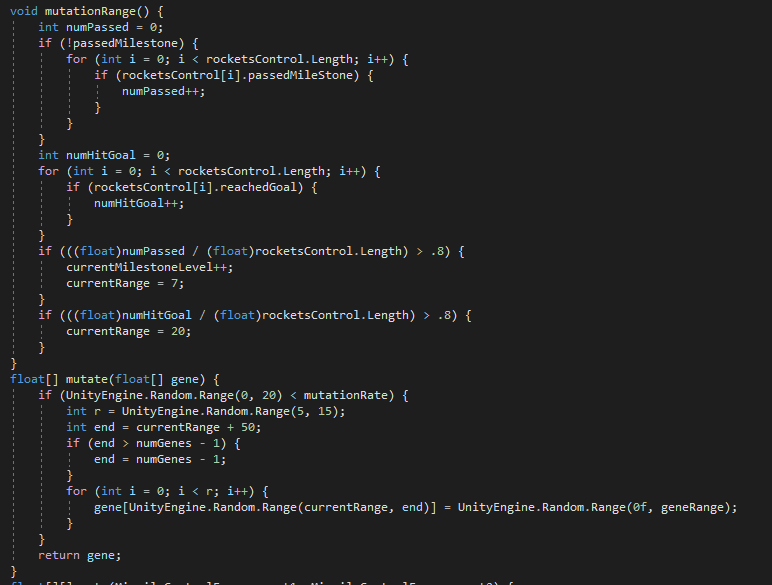 void mutationRange() {
int numPassed = 0;
if (!passedMilestone) {
for (int i = 0; i < rocketsControl.Length; i++) {
if (rocketsControl[i].passedMileStone) {
numPassed++;
}
}
}
int numHitGoal = 0;
for (int i = 0; i < rocketsControl.Length; i++) {
if (rocketsControl[i].reachedGoal) {
numHitGoal++;
}
}
if (((float)numPassed / (float)rocketsControl.Length) > .8) {
currentMilestoneLevel++;
currentRange = 7;
}
if (((float)numHitGoal / (float)rocketsControl.Length) > .8) {
currentRange = 20;
}
}
float[] mutate(float[] gene) {
if (UnityEngine.Random.Range(0, 20) < mutationRate) {
int r = UnityEngine.Random.Range(5, 15);
int end = currentRange + 50;
if (end > numGenes - 1) {
end = numGenes - 1;
}
for (int i = 0; i < r; i++) {
gene[UnityEngine.Random.Range(currentRange, end)] = UnityEngine.Random.Range(0f, geneRange);
}
}
return gene;
}